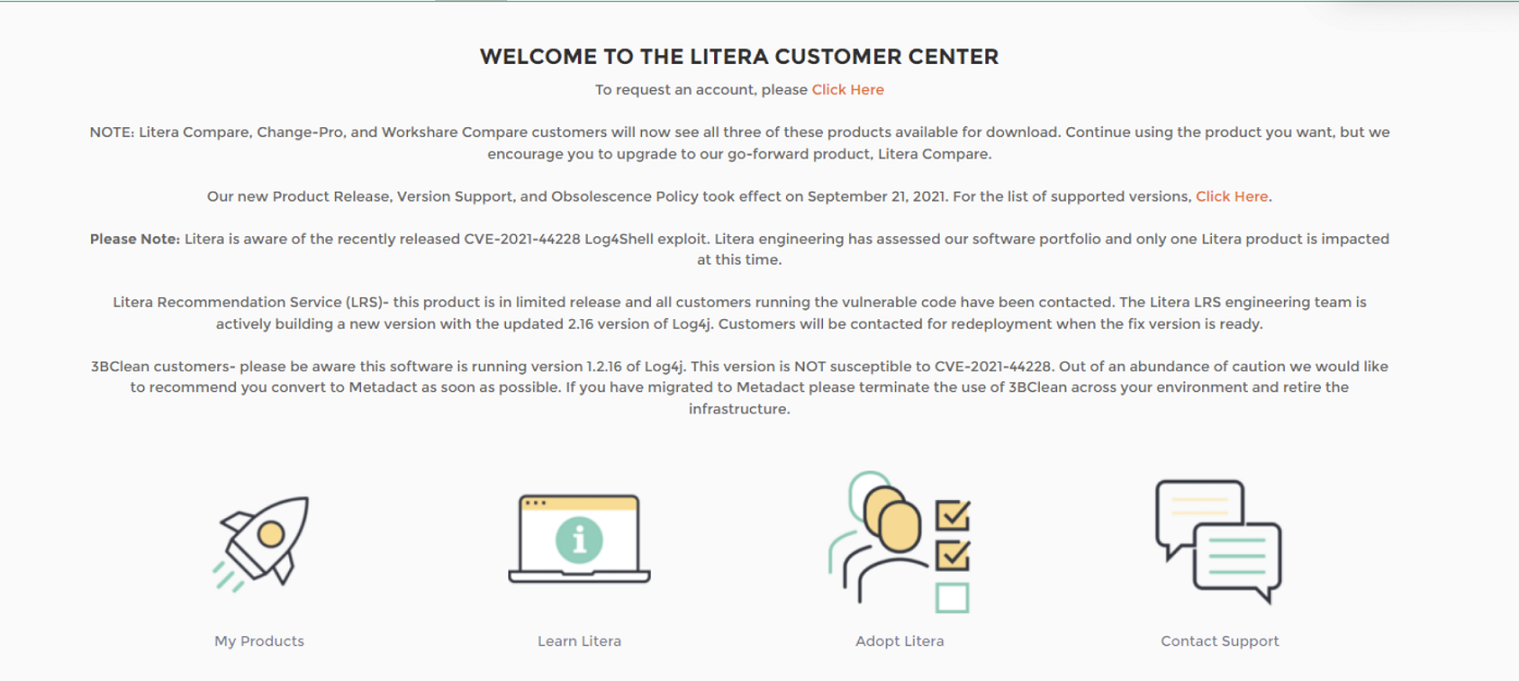 WELCOME TO THE LITERA CUSTOMER CENTER
To request an account, please Click Here
NOTE: Litera Compare, Change-Pro, and Workshare Compare customers will now see all three of these products available for download. Continue using the product you want, but we
encourage you to upgrade to our go-forward product, Litera Compare.
Our new Product Release, Version Support, and Obsolescence Policy took effect on September 21, 2021. For the list of supported versions, Click Here.
Please Note: Litera is aware of the recently released CVE-2021-44228 Log4Shell exploit. Litera engineering has assessed our software portfolio and only one Litera product is impacted
at this time.
Litera Recommendation Service (LRS)- this product is in limited release and all customers running the vulnerable code have been contacted. The Litera LRS engineering team is
actively building a new version with the updated 2.16 version of Log4j. Customers will be contacted for redeployment when the fix version is ready.
3BClean customers- please be aware this software is running version 1.2.16 of Log4j. This version is NOT susceptible to CVE-2021-44228. Out of an abundance of caution we would like
to recommend you convert to Metadact as soon as possible. If you have migrated to Metadact please terminate the use of 3BClean across your environment and retire the
infrastructure.
My Products
Learn Litera
Adopt Litera
Contact Support